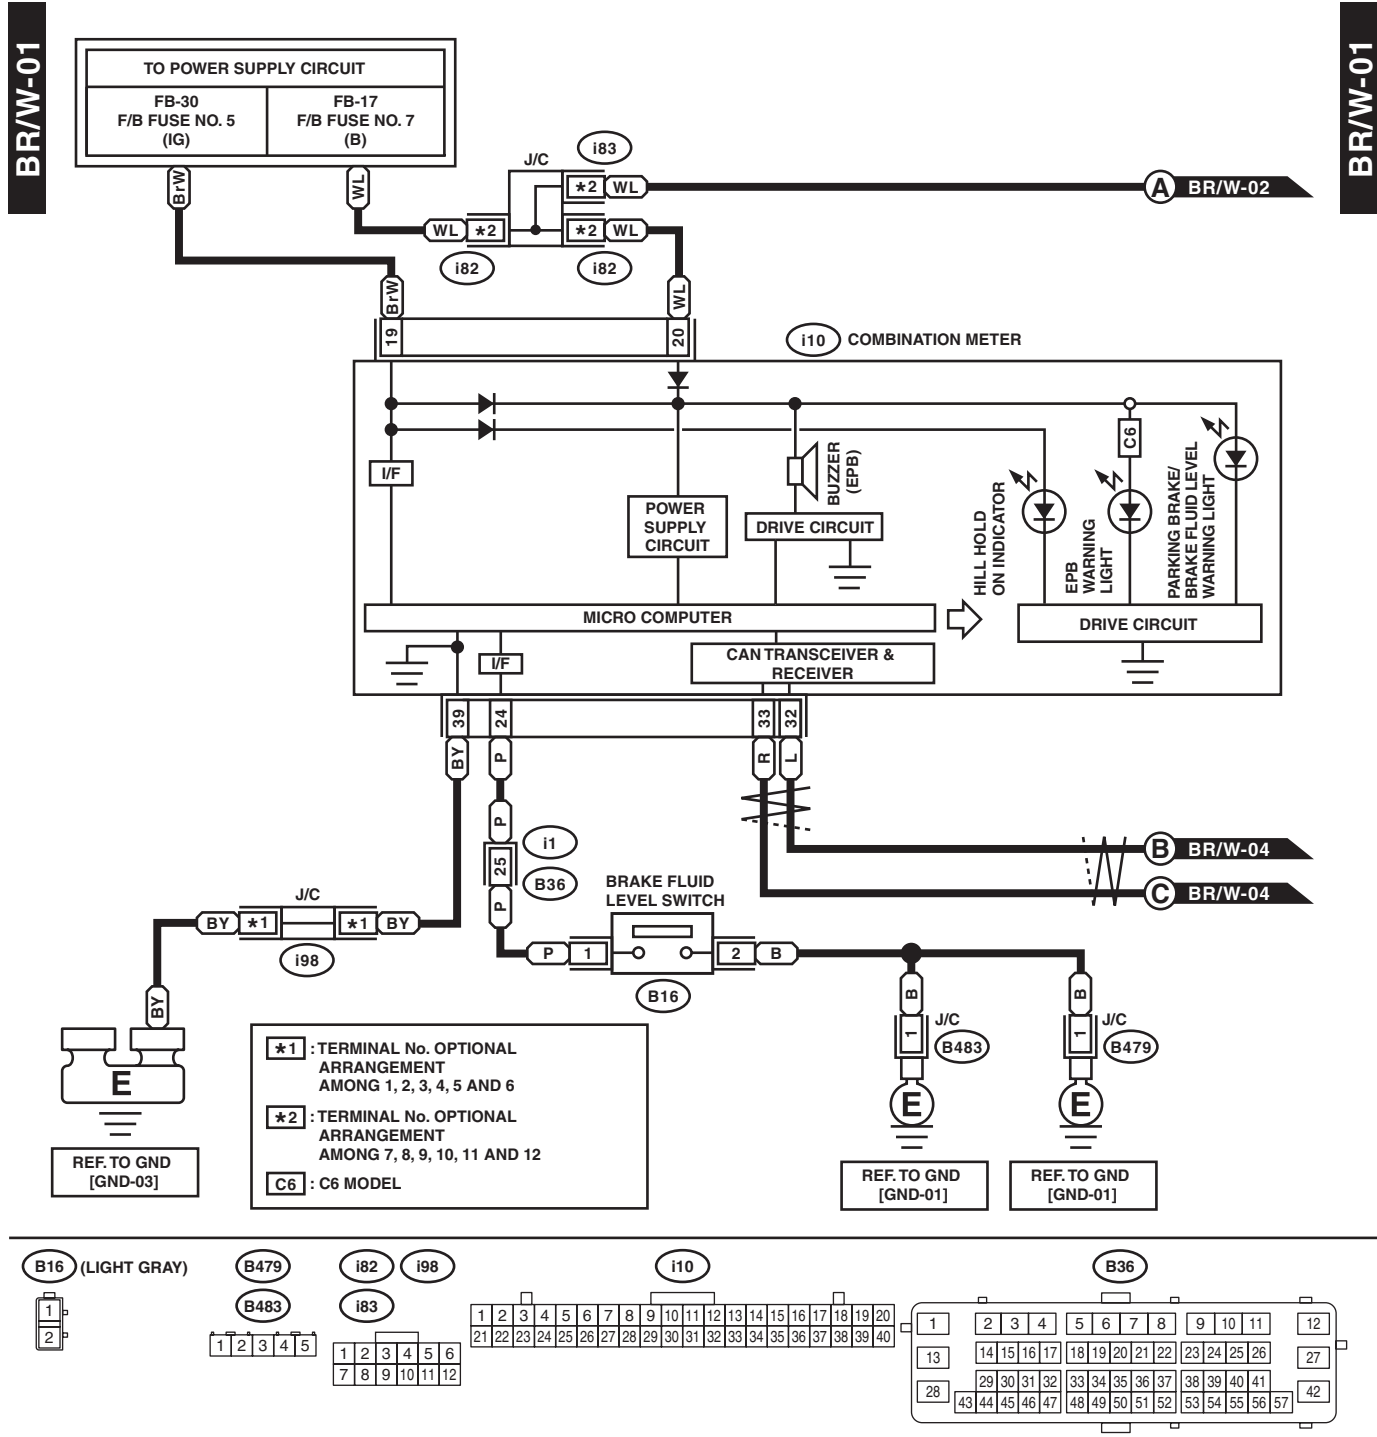 BR/W-01
BR/W-01
TO POWER SUPPLY CIRCUIT
FB-30
F/B FUSE NO. 5
(IG)
FB-17
F/B FUSE NO. 7
(B)
BrW
WL
J/C
i83
*2
WL
A
BR/W-02
WL
*2
*2
WL
i82
i82
BrW
WL
19
20
i10
COMBINATION METER
I/F
POWER
SUPPLY
CIRCUIT
BUZZER
(EPB)
DRIVE CIRCUIT
HILL HOLD
ON INDICATOR
C6
EPB
WARNING
LIGHT
PARKING BRAKE/
BRAKE FLUID LEVEL
WARNING LIGHT
MICRO COMPUTER
DRIVE CIRCUIT
I/F
CAN TRANSCEIVER &
RECEIVER
39
24
33
32
BY
P
R
L
P
25
P
i1
B36
B
BR/W-04
C
BR/W-04
BRAKE FLUID
LEVEL SWITCH
P
1
2
B
B16
J/C
BY
*1
*1
BY
i98
BY
E
REF. TO GND
[GND-03]
*1
: TERMINAL No. OPTIONAL
ARRANGEMENT
AMONG 1, 2, 3, 4, 5 AND 6
*2
: TERMINAL No. OPTIONAL
ARRANGEMENT
AMONG 7, 8, 9, 10, 11 AND 12
C6
: C6 MODEL
B
1
J/C
B483
E
REF. TO GND
[GND-01]
B
1
J/C
B479
E
REF. TO GND
[GND-01]
B16
(LIGHT GRAY)
1
2
B479
B483
1 2 3 4 5
i82
i98
i83
1 2 3 4 5 6
7 8 9 10 11 12
i10
1 2 3 4 5 6 7 8 9 10 11 12 13 14 15 16 17 18 19 20
21 22 23 24 25 26 27 28 29 30 31 32 33 34 35 36 37 38 39 40
B36
1 2 3 4 5 6 7 8 9 10 11 12
13 14 15 16 17 18 19 20 21 22 23 24 25 26 27
28 29 30 31 32 33 34 35 36 37 38 39 40 41 42
43 44 45 46 47 48 49 50 51 52 53 54 55 56 57